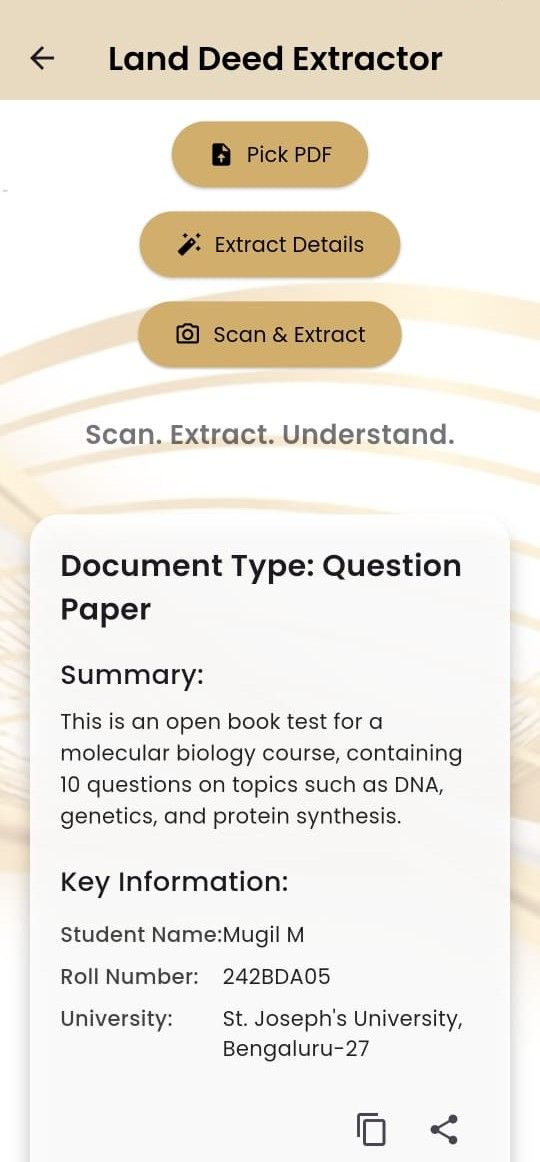 Land Deed Extractor
Pick PDF
Extract Details
Scan & Extract
Scan. Extract. Understand.
Document Type: Question
Paper
Summary:
This is an open book test for a
molecular biology course, containing
10 questions on topics such as DNA,
genetics, and protein synthesis.
Key Information:
Student Name:Mugil M
Roll Number: 242BDA05
University: St. Joseph's University,
Bengaluru-27